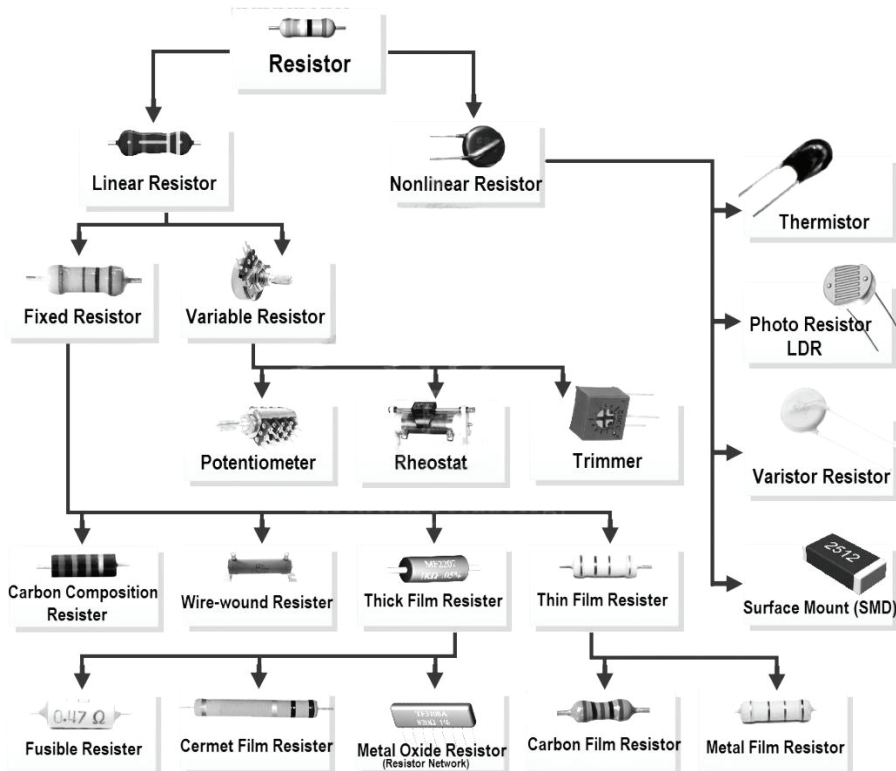 Resistor
Linear Resistor
Nonlinear Resistor
Thermistor
Fixed Resistor
Variable Resistor
Photo Resistor
LDR
Potentiometer
Rheostat
Trimmer
Varistor Resistor
2512
Surface Mount (SMD)
Carbon Composition
Resister
Wire-wound Resister
Thick Film Resister
Thin Film Resister
0.47 Ω
Fusible Resister
Cermet Film Resister
Metal Oxide Resistor
(Resistor Network)
Carbon Film Resistor
Metal Film Resistor